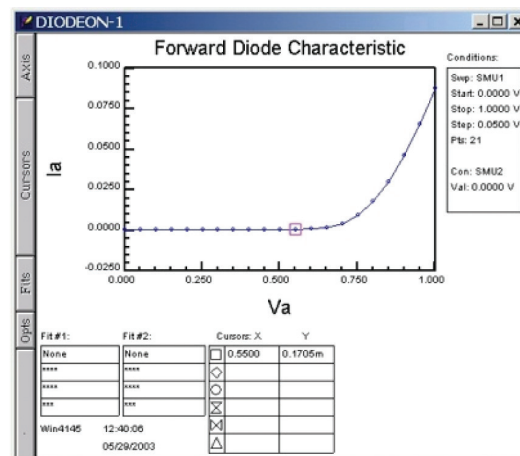 DIODEON-1
Axis
Cursors
Fits
Opts
Forward Diode Characteristic
Ia
0.1000
0.0750
0.0500
0.0250
0.0000
-0.0250
0.000
0.250
0.500
0.750
1.000
Va
Conditions:
Swp: SMU1
Start: 0.0000 V
Stop: 1.0000 V
Step: 0.0500 V
Pts: 21
Con: SMU2
Val: 0.0000 V
Fit#1: Fit#2: Cursors: X Y
None None 0.5500 0.1705m
**** ****
**** ****
*** ***
Win4145 12:40:06
05/29/2003